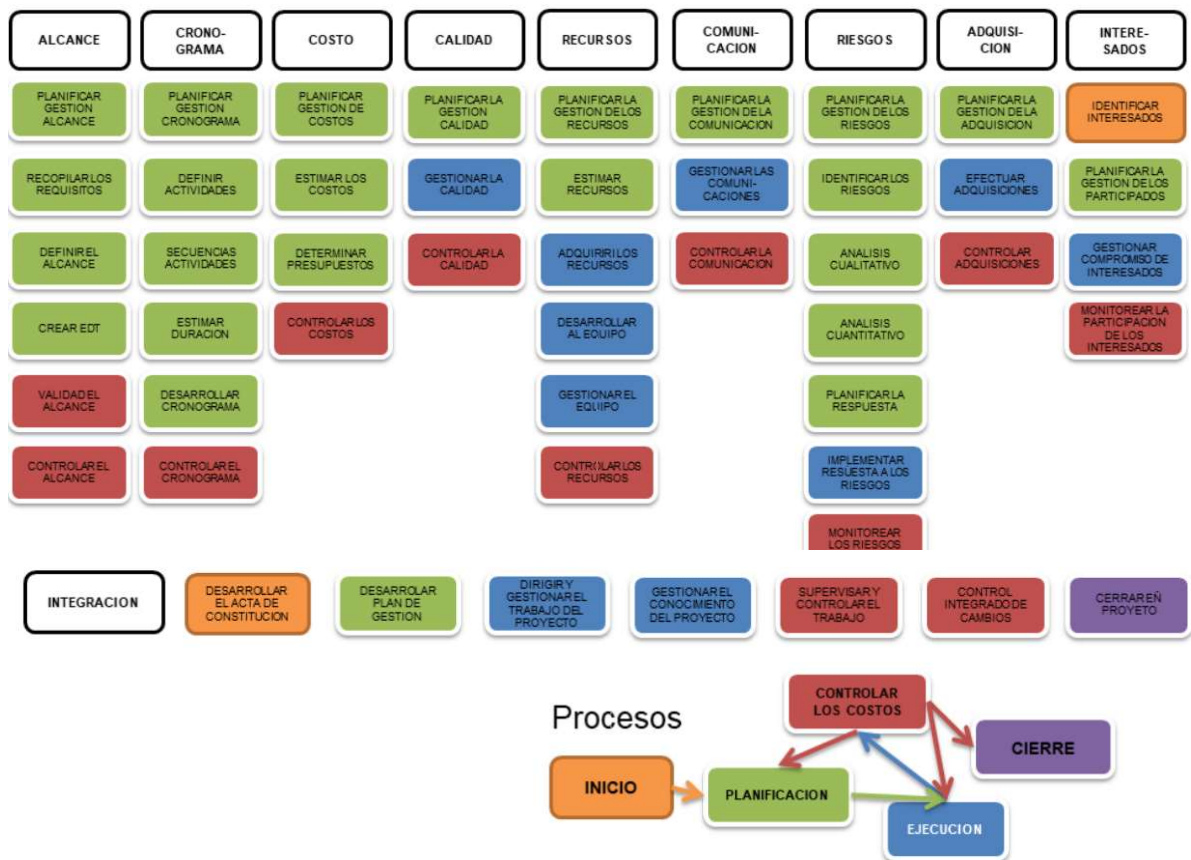 ALCANCE
CRONO-
GRAMA
COSTO
CALIDAD
RECURSOS
COMUNI-
CACION
RIESGOS
ADQUISI-
CION
INTERE-
SADOS
PLANIFICAR
GESTION
ALCANCE
PLANIFICAR
GESTION
CRONOGRAMA
PLANIFICAR
GESTION DE
COSTOS
PLANIFICAR LA
GESTION
CALIDAD
PLANIFICAR LA
GESTION DE LOS
RECURSOS
PLANIFICAR LA
GESTION DE LA
COMUNICACION
PLANIFICAR LA
GESTION DE LOS
RIESGOS
PLANIFICAR LA
GESTION DE LA
ADQUISICION
IDENTIFICAR
INTERESADOS
RECOPILAR LOS
REQUISITOS
DEFINIR
ACTIVIDADES
ESTIMAR LOS
COSTOS
GESTIONAR LA
CALIDAD
ESTIMAR
RECURSOS
GESTIONAR LAS
COMUNI-
CACIONES
IDENTIFICAR LOS
RIESGOS
EFECTUAR
ADQUISICIONES
PLANIFICAR LA
GESTION DE LOS
PARTICIPADOS
DEFINIR EL
ALCANCE
SECUENCIAS
ACTIVIDADES
DETERMINAR
PRESUPUESTOS
CONTROLAR LA
CALIDAD
ADQUIRIRI LOS
RECURSOS
CONTROLAR LA
COMUNICACION
ANALISIS
CUALITATIVO
CONTROLAR
ADQUISICIONES
GESTIONAR
COMPROMISO DE
INTERESADOS
CREAR EDT
ESTIMAR
DURACION
CONTROLAR LOS
COSTOS
DESARROLLAR
AL EQUIPO
ANALISIS
CUANTITATIVO
MONITOREAR LA
PARTICIPACION
DE LOS
INTERESADOS
VALIDAD EL
ALCANCE
DESARROLLAR
CRONOGRAMA
GESTIONAR EL
EQUIPO
PLANIFICAR LA
RESPUESTA
CONTROLAR EL
ALCANCE
CONTROLAR EL
CRONOGRAMA
CONTROLAR LOS
RECURSOS
IMPLEMENTAR
RESUESTA A LOS
RIESGOS
MONITOREAR
LOS RIESGOS
INTEGRACION
DESARROLLAR
EL ACTA DE
CONSTITUCION
DESARROLLAR
PLAN DE
GESTION
DIRIGIR Y
GESTIONAR EL
TRABAJO DEL
PROYECTO
GESTIONAR EL
CONOCIMIENTO
DEL PROYECTO
SUPERVISAR Y
CONTROLAR EL
TRABAJO
CONTROL
INTEGRADO DE
CAMBIOS
CERRAR EÑ
PROYETO
Procesos
CONTROLAR
LOS COSTOS
CIERRE
INICIO
PLANIFICACION
EJECUCION